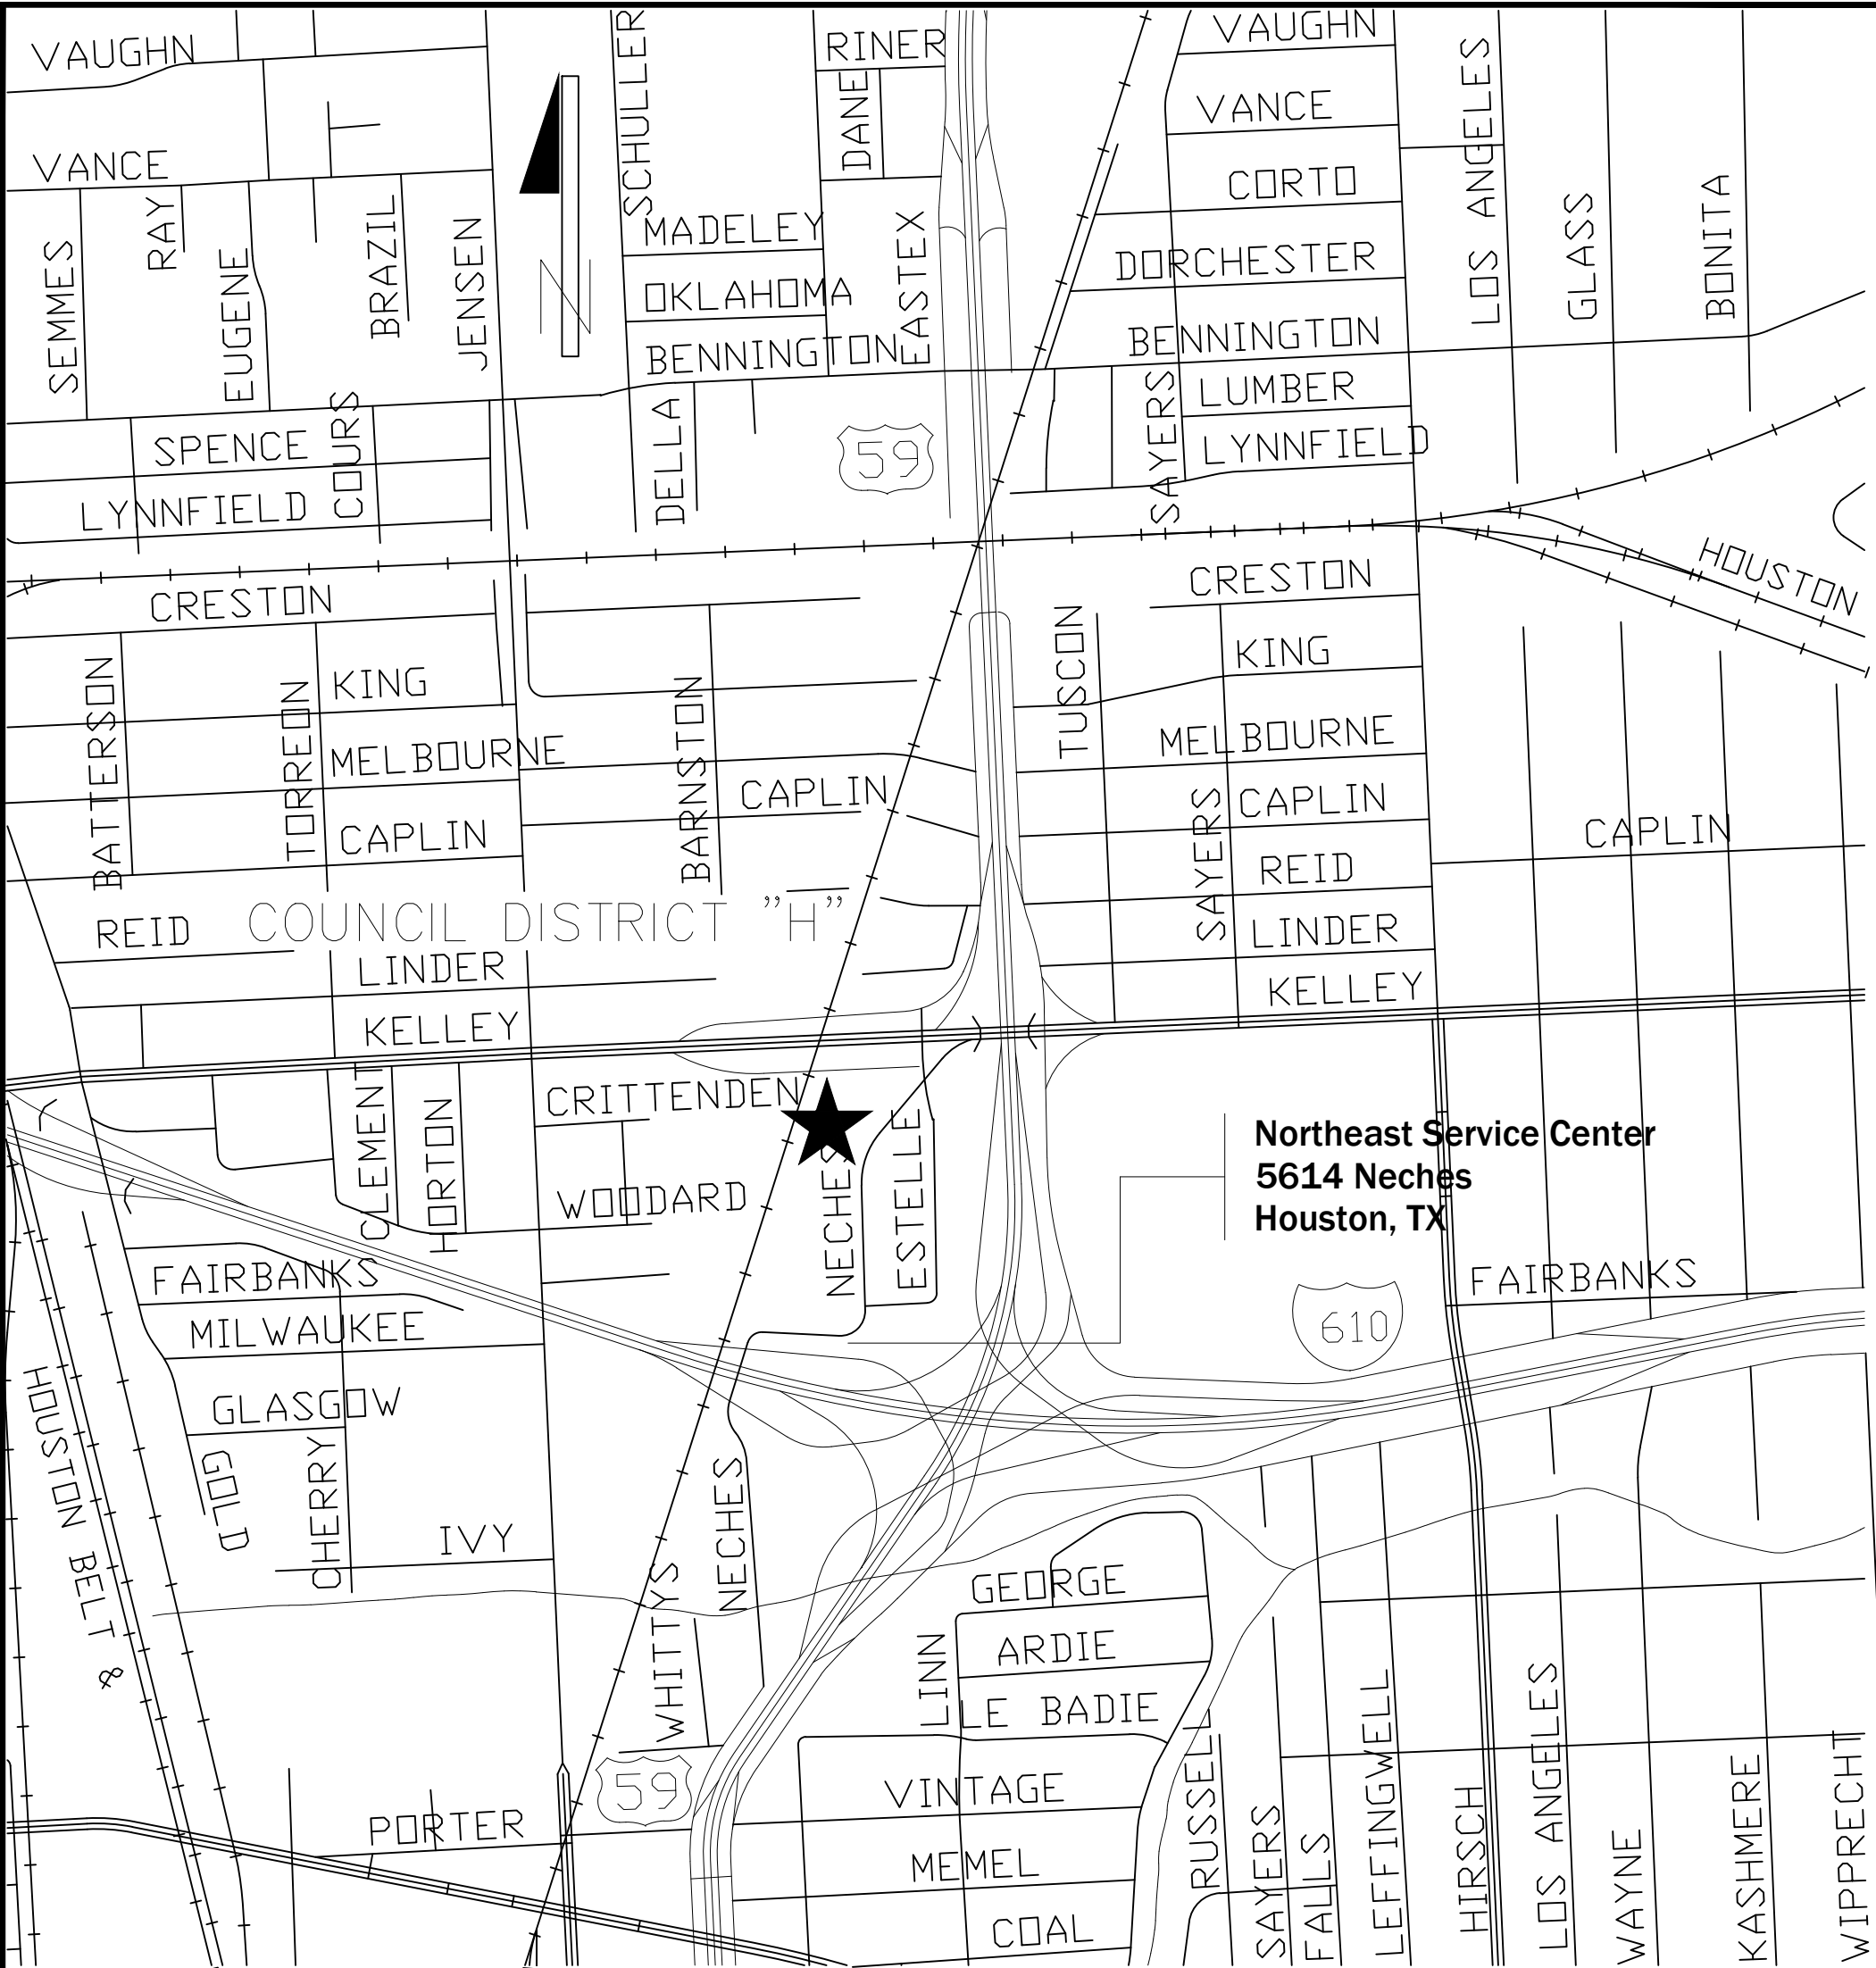 VAUGHN
SCHULLER
RINER
DANE
VAUGHN
LOS ANGELES
VANCE
VANCE
CORTO
RAY
SEMMES
EUGENE
BRAZIL
JENSEN
N
MADELEY
EASTEX
DORCHESTER
GLASS
BONITA
OKLAHOMA
BENNINGTON
BENNINGTON
LUMBER
SPENCE
COURS
DELLA
59
SAYERS
LYNNFIELD
LYNNFIELD
HOUSTON
CRESTON
CRESTON
BATTERSON
TORREON
KING
BARNSTON
TUSCON
KING
MELBOURNE
MELBOURNE
CAPLIN
CAPLIN
CAPLIN
CAPLIN
SAYERS
REID
REID
COUNCIL DISTRICT "H"
LINDER
LINDER
KELLEY
KELLEY
CLEMENT
HORTON
CRITTENDEN
NECHES
ESTELLE
Northeast Service Center
5614 Neches
Houston, TX
WOODARD
FAIRBANKS
FAIRBANKS
MILWAUKEE
610
HOUSTON BELT &
GLASGOW
OLD
CHERRY
NECHES
IVY
WHITTYS
GEORGE
LINN
ARDIE
LE BADIE
59
VINTAGE
RUSSELL
SAYERS
FALLS
LEFFINGWELL
HIRSCH
LOS ANGELES
WAYNE
KASHMERE
WIPPRECHT
PORTER
MEMEL
COAL